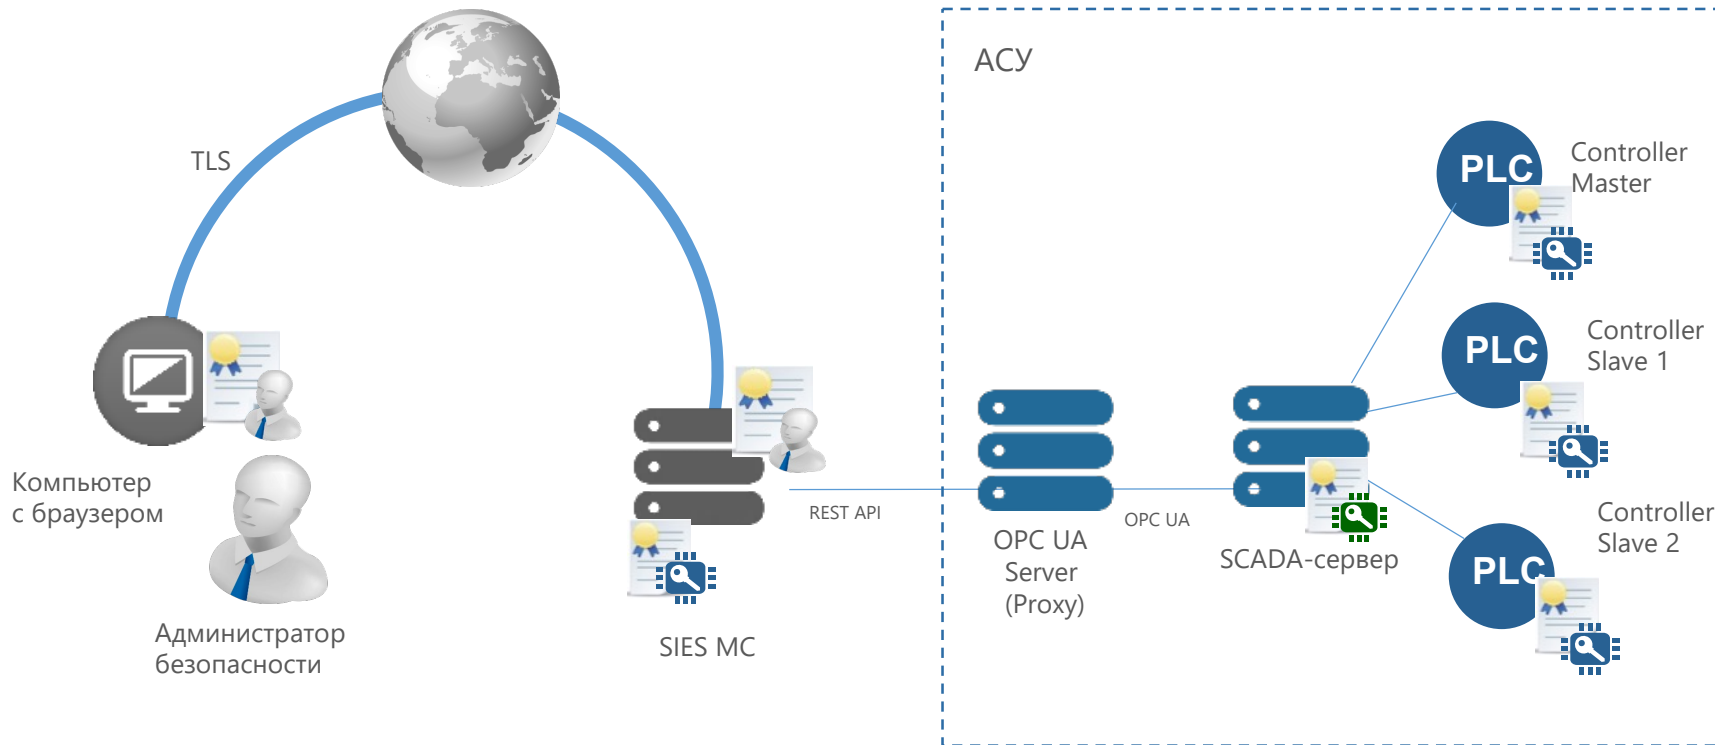 АСУ
TLS
PLC
Controller
Master
PLC
Controller
Slave 1
Компьютер
с браузером
REST API
OPC UA
OPC UA
Server
(Proxy)
SCADA-сервер
Controller
Slave 2
PLC
Администратор
безопасности
SIES MC